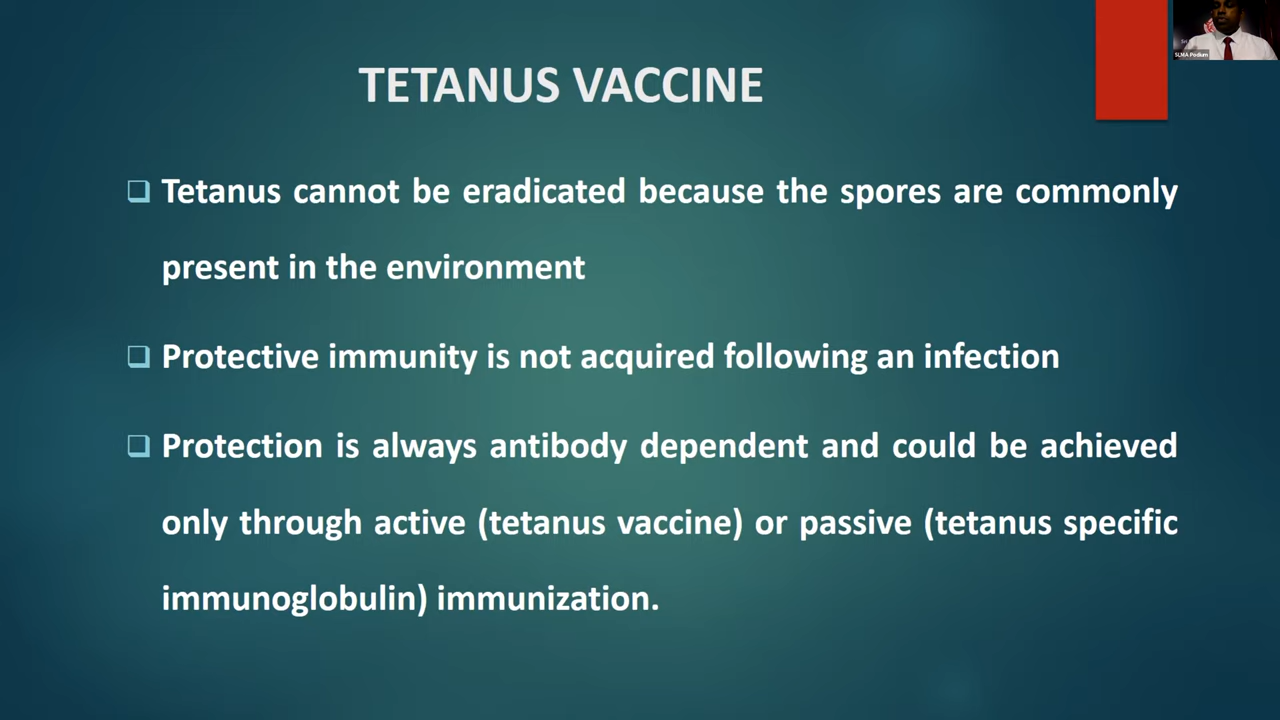 TETANUS VACCINE
SLMA Podium
Tetanus cannot be eradicated because the spores are commonly
present in the environment
Protective immunity is not acquired following an infection
Protection is always antibody dependent and could be achieved
only through active (tetanus vaccine) or passive (tetanus specific
immunoglobulin) immunization.